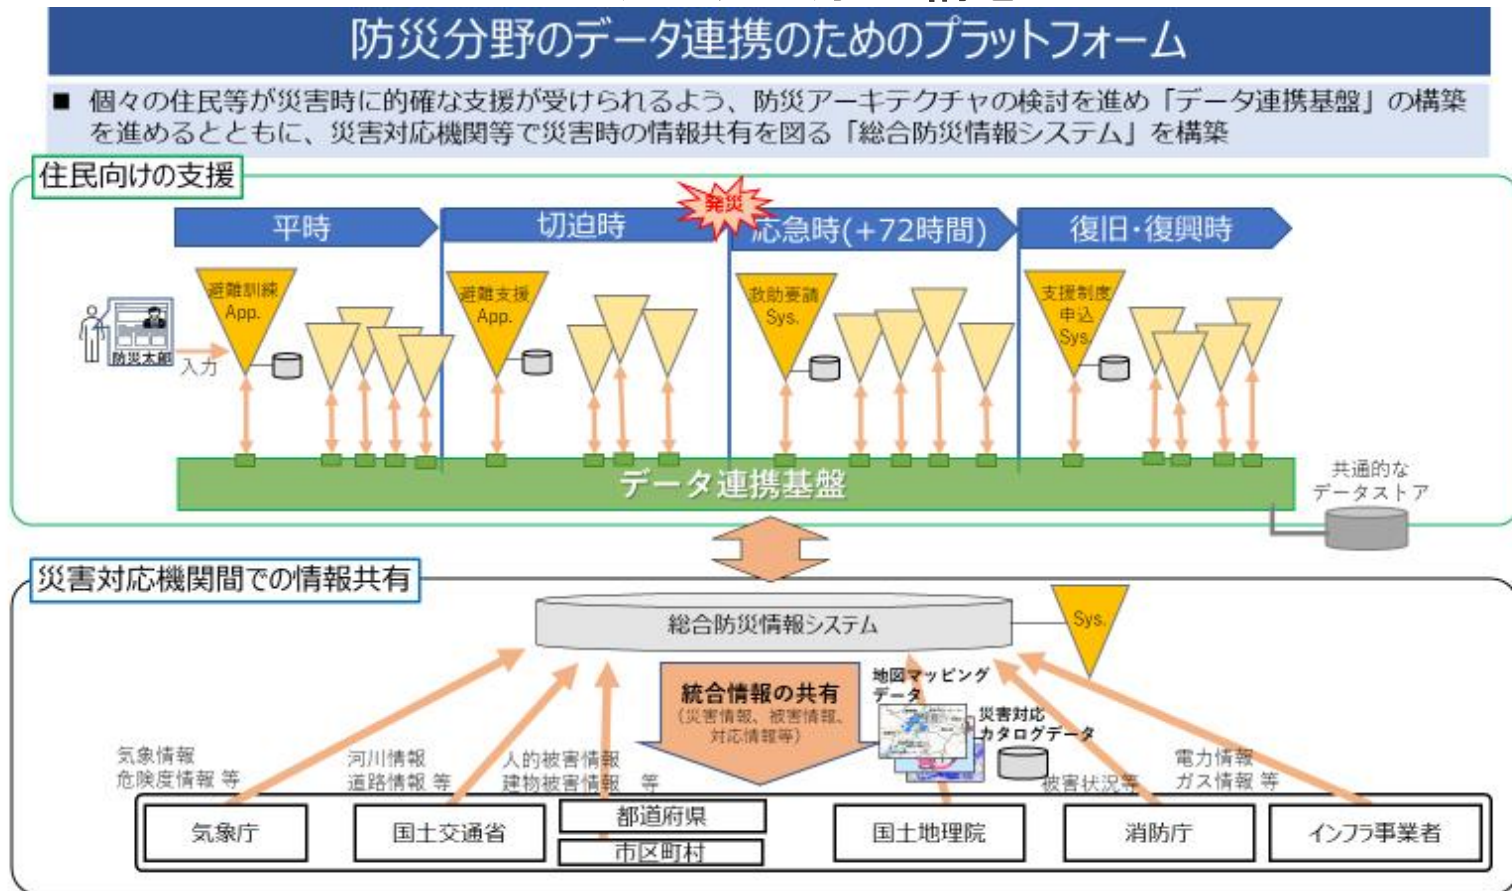 防災分野のデータ連携のためのプラットフォーム
■ 個々の住民等が災害時に的確な支援が受けられるよう、防災アーキテクチャの検討を進め「データ連携基盤」の構築
を進めるとともに、災害対応機関等で災害時の情報共有を図る「総合防災情報システム」を構築
住民向けの支援
平時
切迫時
発災
応急時(+72時間)
復旧・復興時
避難訓練
App.
避難支援
App.
救助要請
Sys.
支援制度
申込
Sys.
防災太郎
入力
データ連携基盤
共通的な
データストア
災害対応機関間での情報共有
総合防災情報システム
Sys.
統合情報の共有
(災害情報、被害情報、
対応情報等)
地図マッピング
データ
災害対応
カタログデータ
気象情報
危険度情報 等
河川情報
道路情報 等
人的被害情報
建物被害情報 等
被害状況等
電力情報
ガス情報 等
気象庁
国土交通省
都道府県
市区町村
国土地理院
消防庁
インフラ事業者